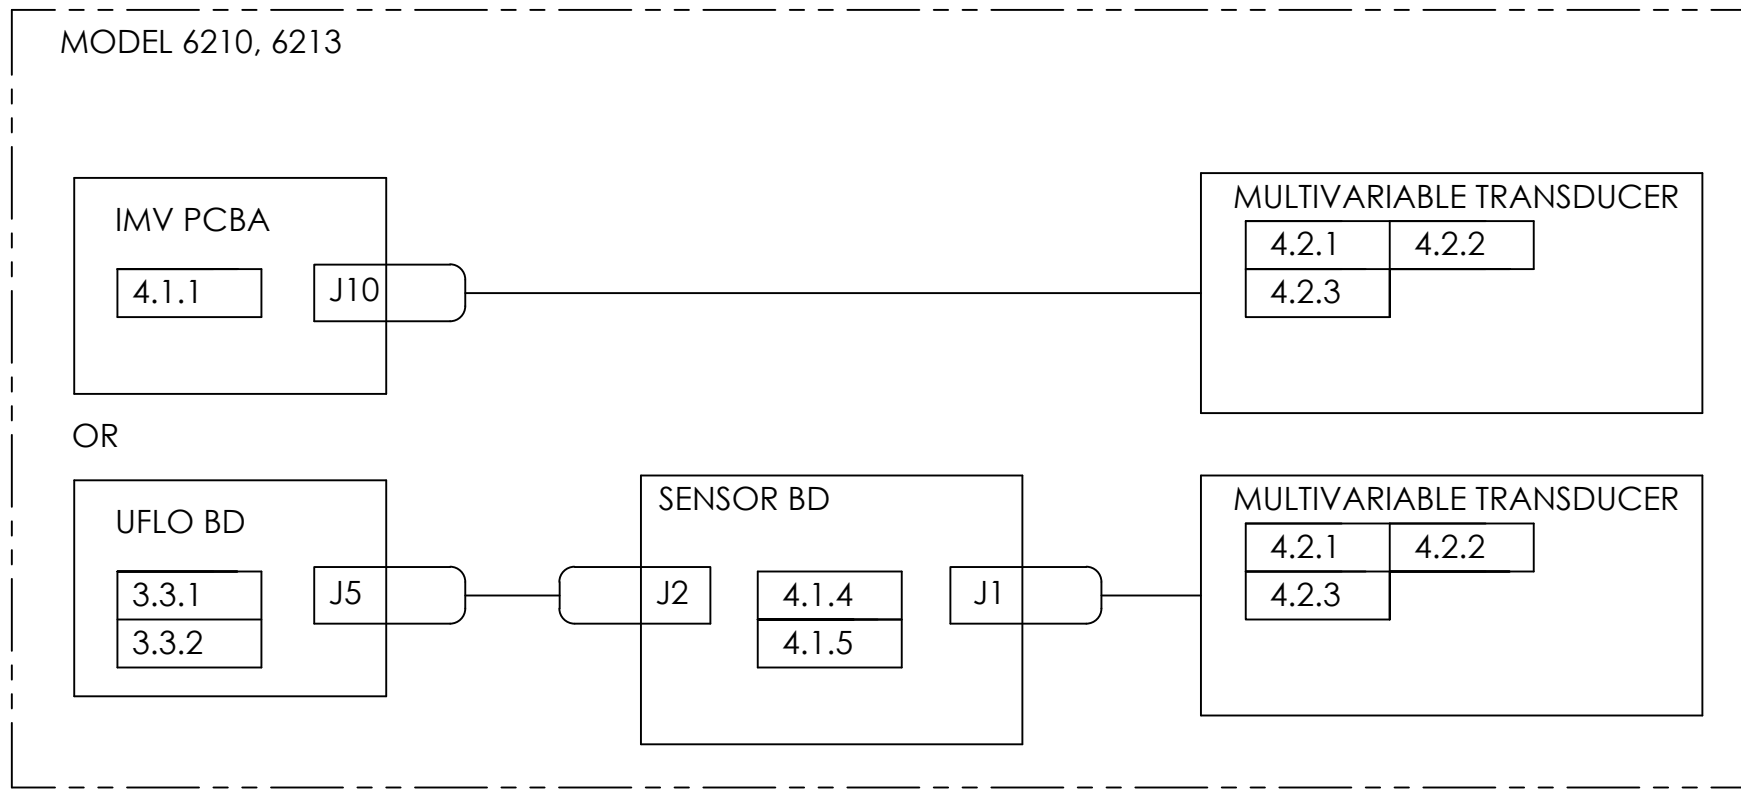 MODEL 6210, 6213
IMV PCBA
4.1.1
J10
MULTIVARIABLE TRANSDUCER
4.2.1 4.2.2
4.2.3
OR
UFLO BD
3.3.1
3.3.2
J5
SENSOR BD
J2
4.1.4
4.1.5
J1
MULTIVARIABLE TRANSDUCER
4.2.1 4.2.2
4.2.3